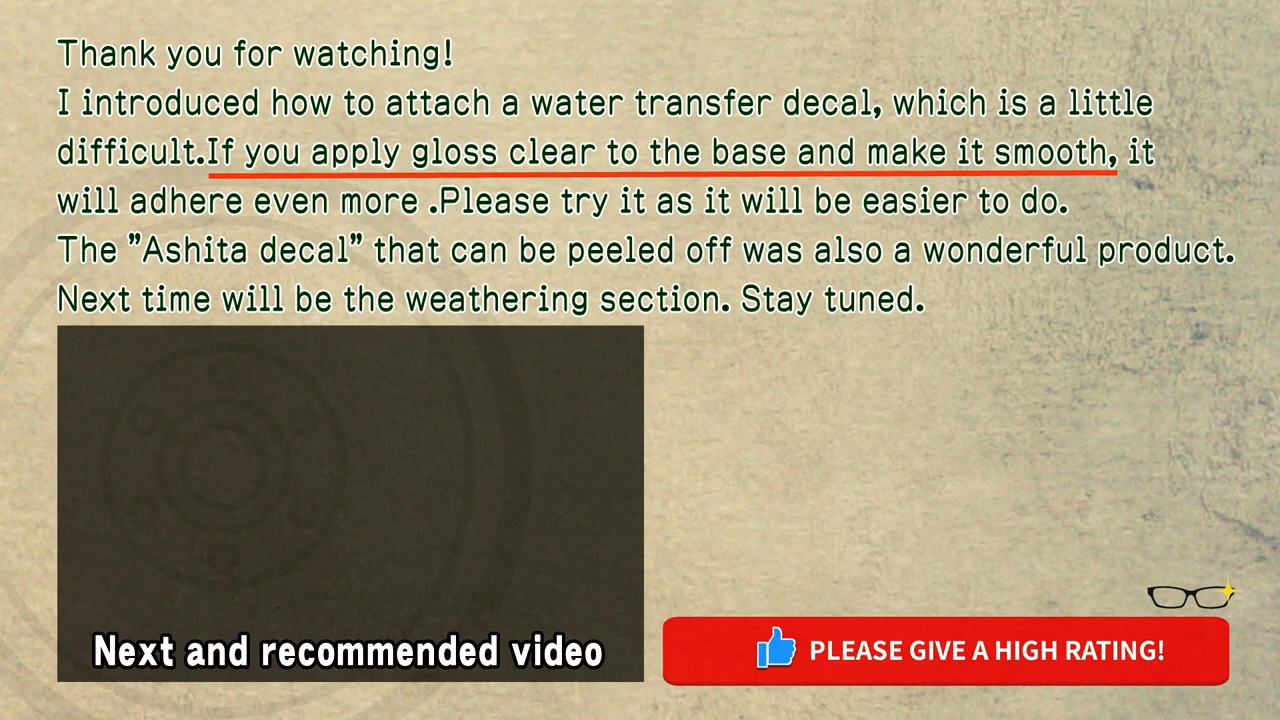 Thank you for watching!
I introduced how to attach a water transfer decal, which is a little
difficult.If you apply gloss clear to the base and make it smooth, it
will adhere even more .Please try it as it will be easier to do.
The "Ashita decal" that can be peeled off was also a wonderful product.
Next time will be the weathering section. Stay tuned.
Next and recommended video
PLEASE GIVE A HIGH RATING!